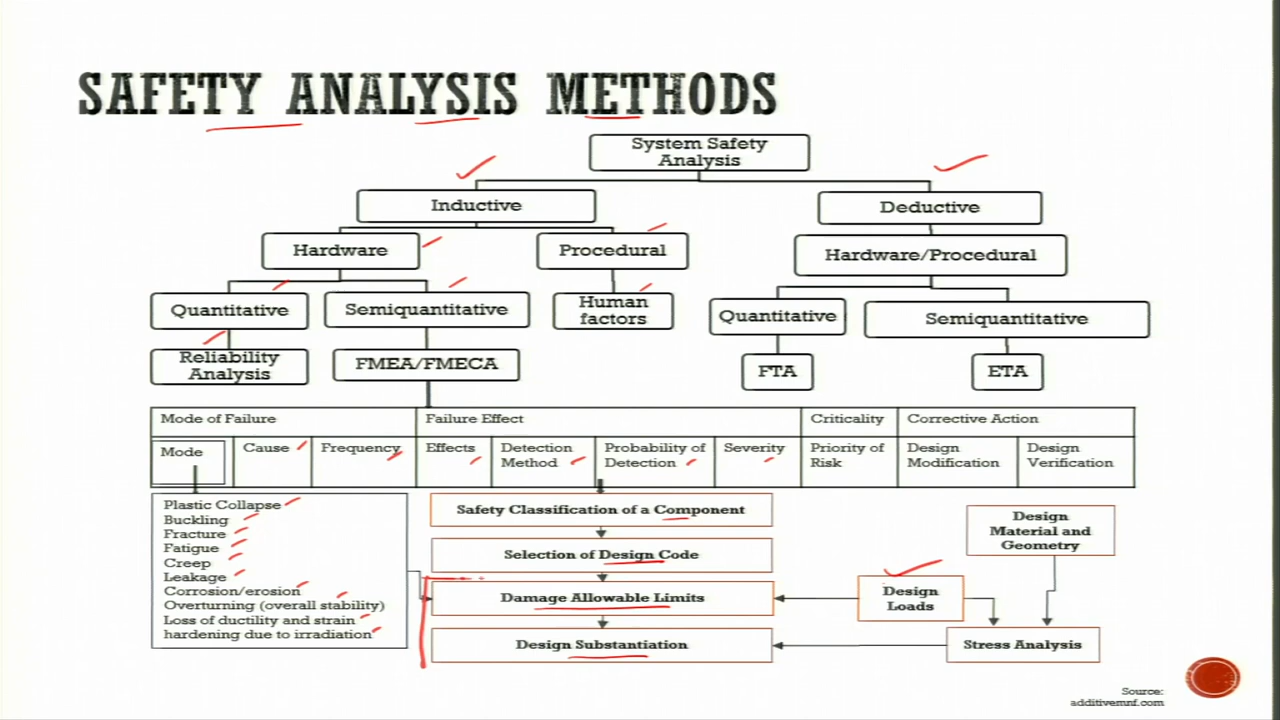 SAFETY ANALYSIS METHODS
System Safety
Analysis
Inductive
Deductive
Hardware
Procedural
Hardware/Procedural
Quantitative
Semiquantitative
Human
factors
Quantitative
Semiquantitative
Reliability
Analysis
FMEA/FMECA
FTA
ETA
Mode of Failure
Failure Effect
Criticality
Corrective Action
Mode
Cause
Frequency
Effects
Detection
Method
Probability of
Detection
Severity
Priority of
Risk
Design
Modification
Design
Verification
Plastic Collapse
Buckling
Fracture
Fatigue
Creep
Leakage
Corrosion/erosion
Overturning (overall stability)
Loss of ductility and strain
hardening due to irradiation
Safety Classification of a Component
Selection of Design Code
Damage Allowable Limits
Design Substantiation
Design
Loads
Design
Material and
Geometry
Stress Analysis
Source:
additivemnf.com